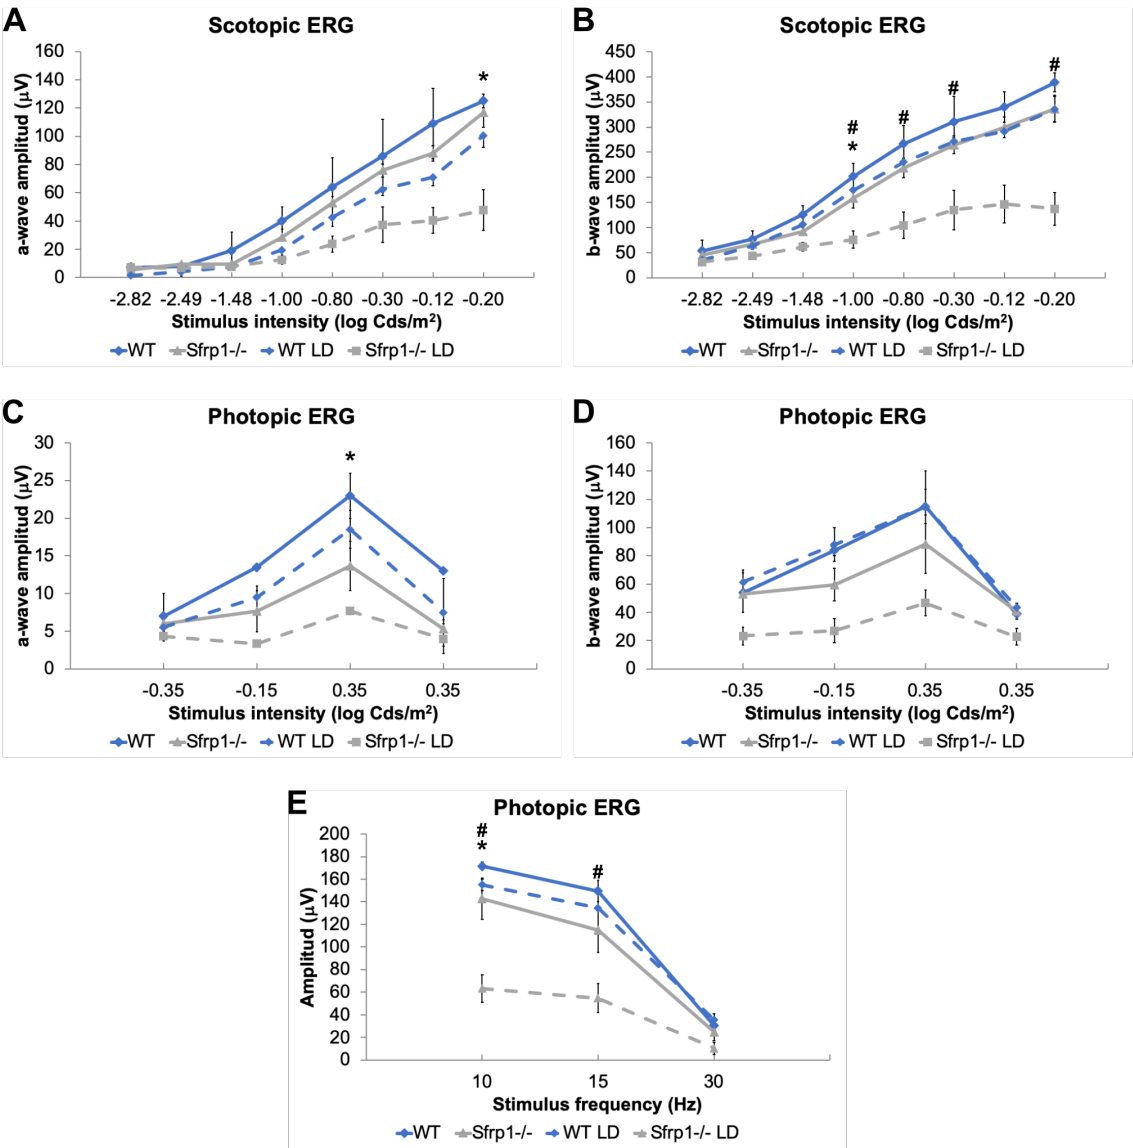 A
Scotopic ERG
a-wave amplitud (µV)
160
140
120
100
80
60
40
20
0
*
-2.82 -2.49 -1.48 -1.00 -0.80 -0.30 -0.12 -0.20
Stimulus intensity (log Cds/m²)
WT Sfrp1-/- WT LD Sfrp1-/- LD
B
Scotopic ERG
b-wave amplitud (µV)
450
400
350
300
250
200
150
100
50
0
#
*
#
#
#
-2.82 -2.49 -1.48 -1.00 -0.80 -0.30 -0.12 -0.20
Stimulus intensity (log Cds/m²)
WT Sfrp1-/- WT LD Sfrp1-/- LD
C
Photopic ERG
a-wave amplitud (µV)
30
25
20
15
10
5
0
*
-0.35 -0.15 0.35 0.35
Stimulus intensity (log Cds/m²)
WT Sfrp1-/- WT LD Sfrp1-/- LD
D
Photopic ERG
b-wave amplitud (µV)
160
140
120
100
80
60
40
20
0
-0.35 -0.15 0.35 0.35
Stimulus intensity (log Cds/m²)
WT Sfrp1-/- WT LD Sfrp1-/- LD
E
Photopic ERG
Amplitud (µV)
200
180
160
140
120
100
80
60
40
20
0
#
*
#
10 15 30
Stimulus frequency (Hz)
WT Sfrp1-/- WT LD Sfrp1-/- LD